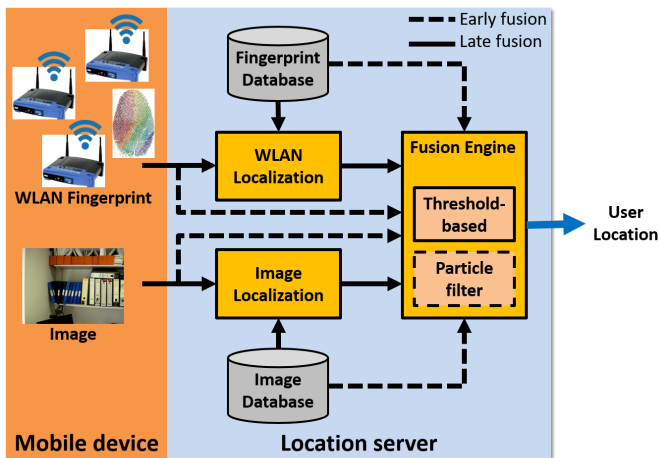 Early fusion
Late fusion
Fingerprint
Database
WLAN
Localization
Fusion Engine
WLAN Fingerprint
Threshold-
based
User
Location
Image
Localization
Particle
filter
Image
Image
Database
Mobile device
Location server